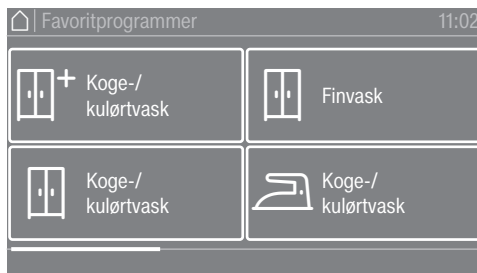 Favoritprogrammer 11:02
Koge-/
kulørtvask
Finvask
Koge-/
kulørtvask
Koge-/
kulørtvask